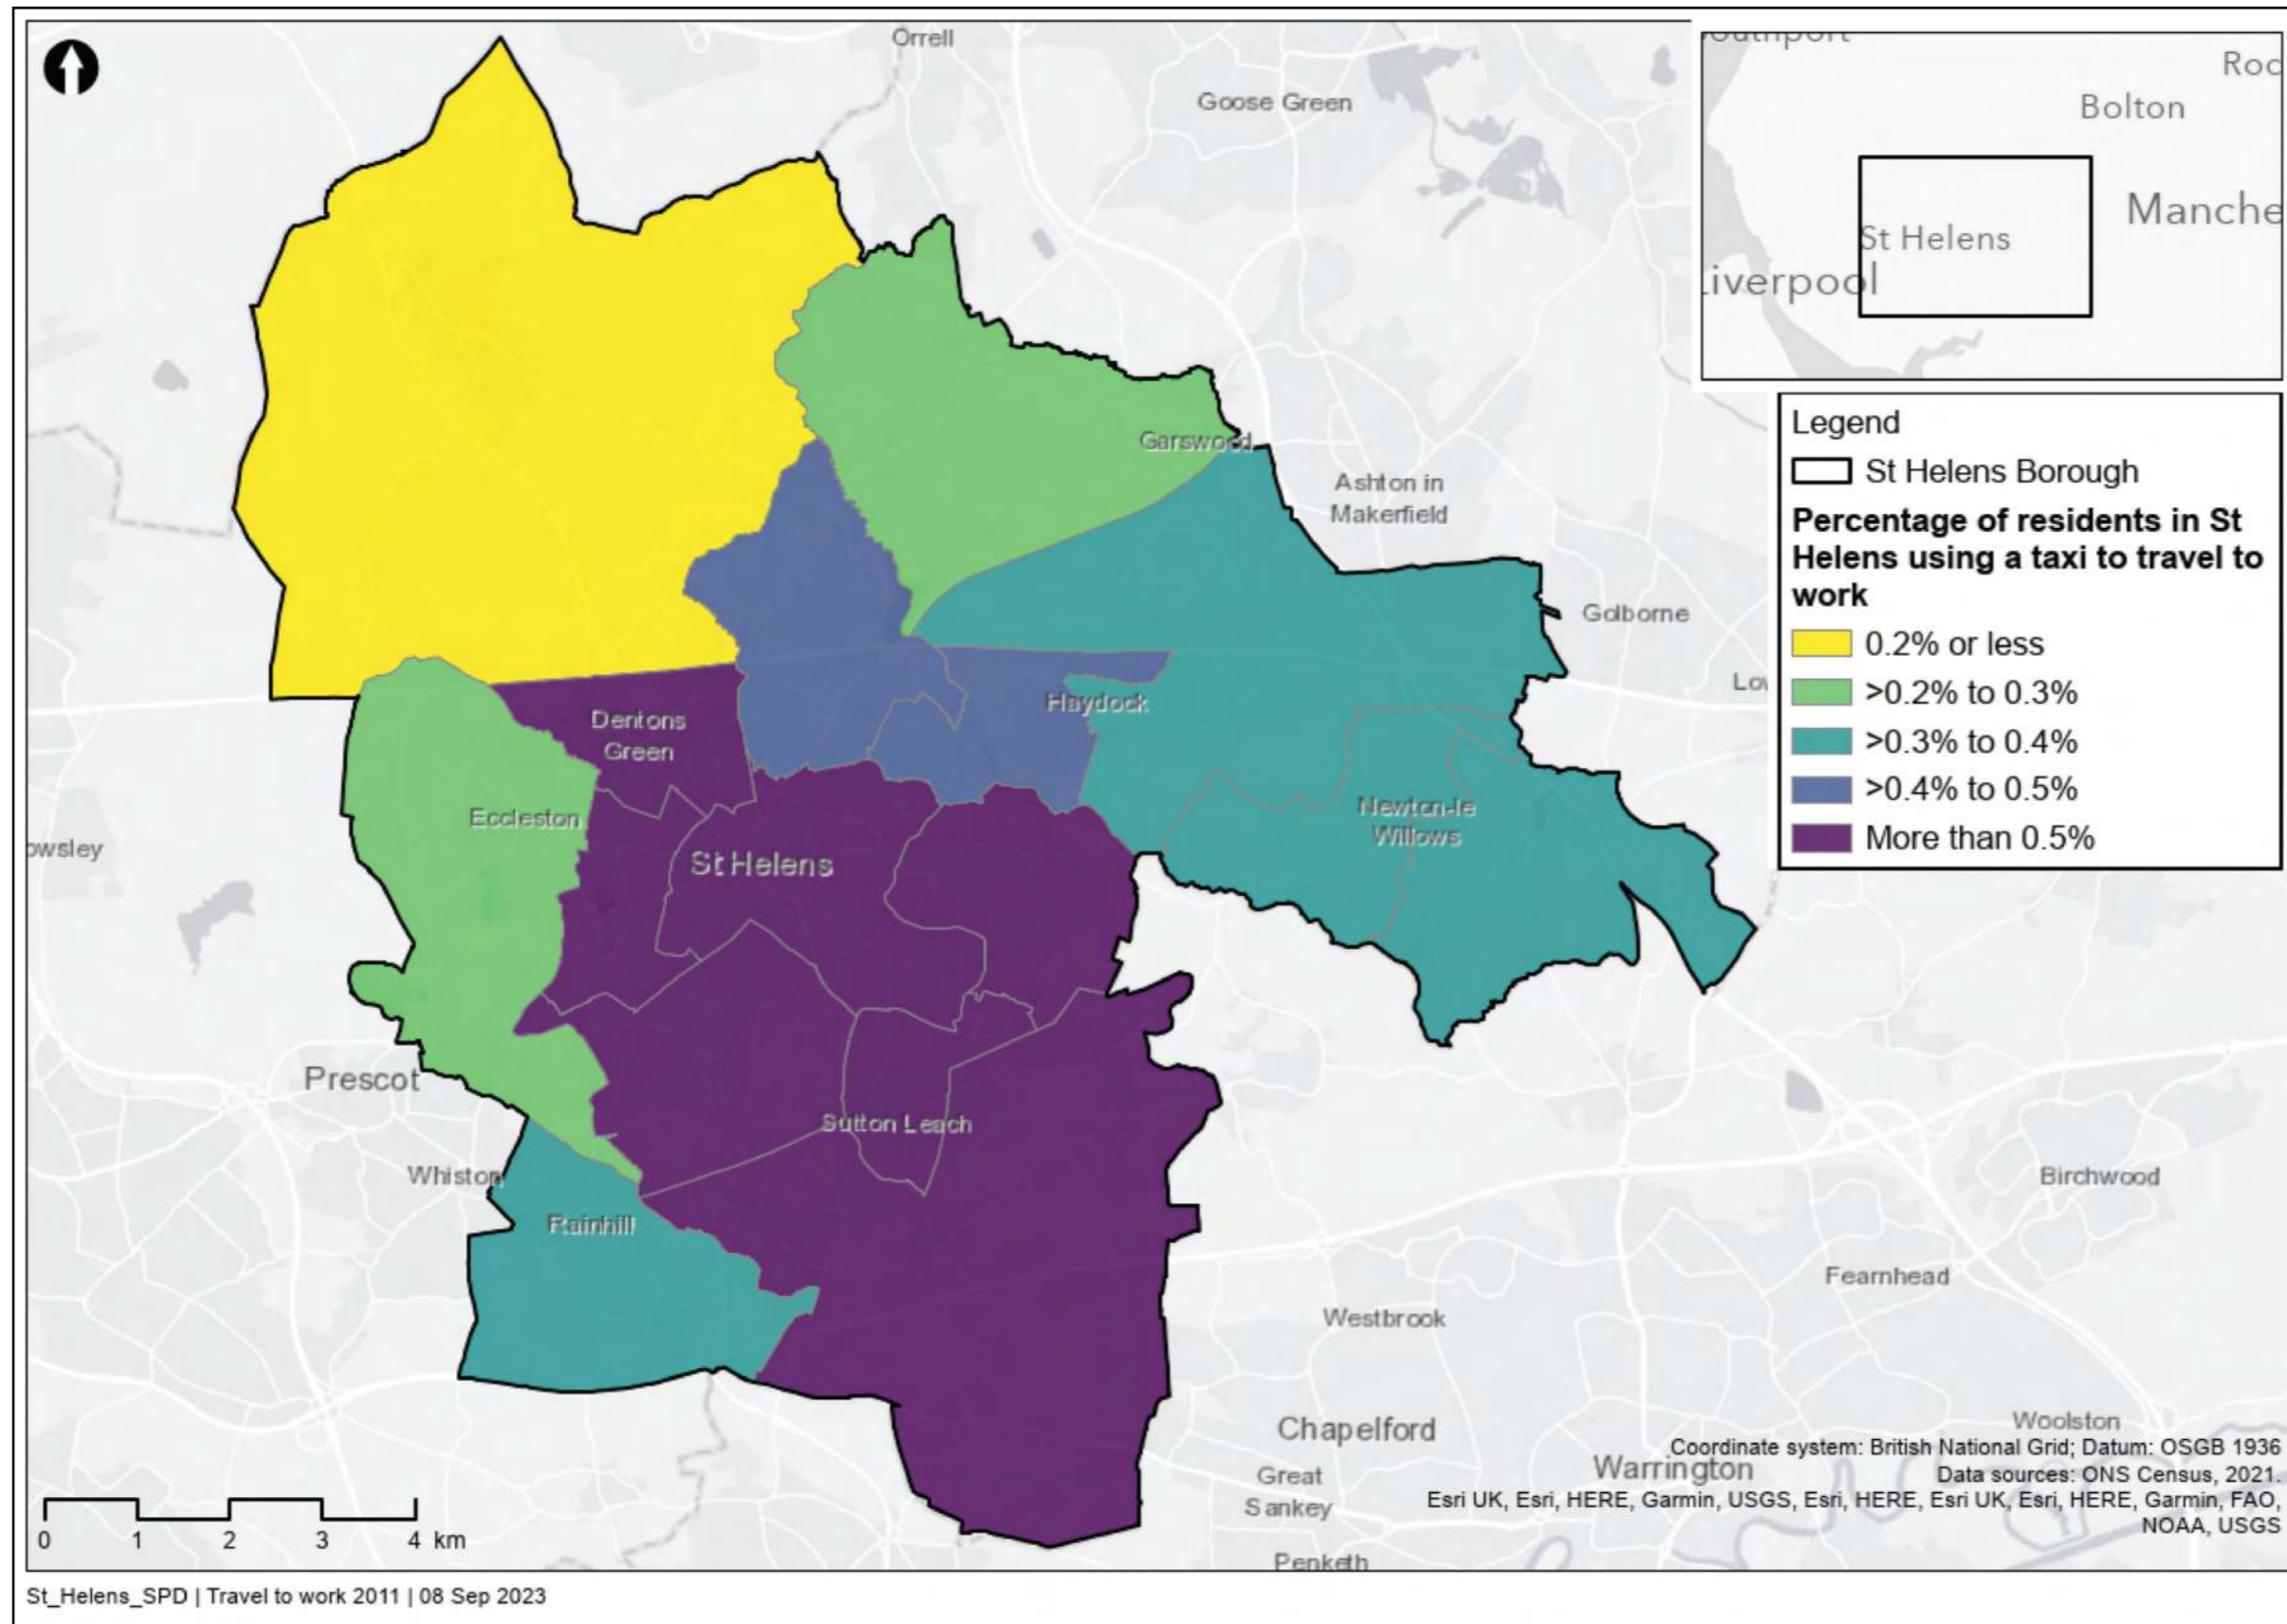 Orrell
Goose Green
Garswood
Ashton in
Makerfield
Golborne
Haydock
Dentons
Green
Eccleston
St Helens
Newton-le
Willows
Prescot
Sutton Leach
Whiston
Rainhill
Birchwood
Fearnhead
Westbrook
Chapelford
Great
Sankey
Penketh
Woolston
Warrington
Bolton
St Helens
Legend
St Helens Borough
Percentage of residents in St
Helens using a taxi to travel to
work
0.2% or less
>0.2% to 0.3%
>0.3% to 0.4%
>0.4% to 0.5%
More than 0.5%
Coordinate system: British National Grid; Datum: OSGB 1936
Data sources: ONS Census, 2021.
Esri UK, Esri, HERE, Garmin, USGS, Esri, HERE, Esri UK, Esri, HERE, Garmin, FAO,
NOAA, USGS
0 1 2 3 4 km
St_Helens_SPD | Travel to work 2011 | 08 Sep 2023